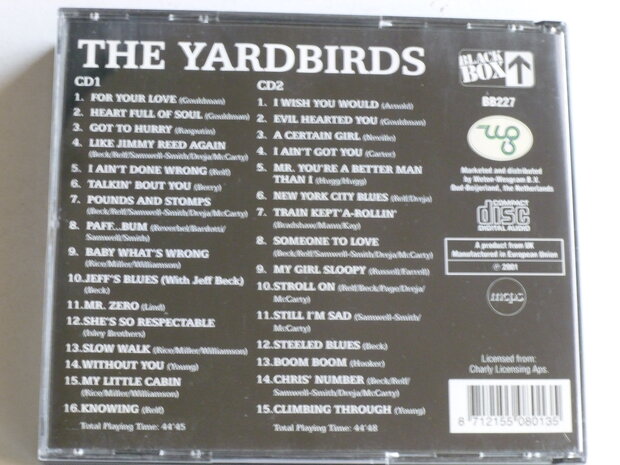 THE YARDBIRDS
CD1
1. FOR YOUR LOVE (Gouldman)
2. HEART FULL OF SOUL (Gouldman)
3. GOT TO HURRY (Rasputin)
4. LIKE JIMMY REED AGAIN
(Beck/Relf/Samwell-Smith/Dreja/McCarty)
5. I AIN'T DONE WRONG (Relf)
6. TALKIN' BOUT YOU (Berry)
7. POUNDS AND STOMPS
(Beck/Relf/Samwell-Smith/Dreja/McCarty)
8. PAFF...BUM (Reverberi/Bardotti/
Samwell/Smith)
9. BABY WHAT'S WRONG
(Rice/Miller/Williamson)
10. JEFF'S BLUES (With Jeff Beck)
(Beck)
11. MR. ZERO (Lind)
12. SHE'S SO RESPECTABLE
(Isley Brothers)
13. SLOW WALK (Rice/Miller/Williamson)
14. WITHOUT YOU (Young)
15. MY LITTLE CABIN
(Rice/Miller/Williamson)
16. KNOWING (Relf)
Total Playing Time: 44'45
CD2
1. I WISH YOU WOULD (Arnold)
2. EVIL HEARTED YOU (Gouldman)
3. A CERTAIN GIRL (Neville)
4. I AIN'T GOT YOU (Carter)
5. MR. YOU'RE A BETTER MAN
THAN I (Hugg/Hugg)
6. NEW YORK CITY BLUES (Relf/Dreja)
7. TRAIN KEPT'A-ROLLIN'
(Bradshaw/Mann/Kay)
8. SOMEONE TO LOVE
(Beck/Relf/Samwell-Smith/Dreja/McCarty)
9. MY GIRL SLOOPY (Russell/Farrell)
10. STROLL ON (Relf/Beck/Page/Dreja/
McCarty)
11. STILL I'M SAD (Samwell-Smith/
McCarty)
12. STEELED BLUES (Beck)
13. BOOM BOOM (Hooker)
14. CHRIS' NUMBER (Beck/Relf/
Samwell-Smith/Dreja/McCarty)
15. CLIMBING THROUGH (Young)
Total Playing Time: 44'48
BLACK
BOX
BB227
Marketed and distributed
by Weton-Wesgram B.V.
Oud-Beijerland, the Netherlands
COMPACT
disc
DIGITAL AUDIO
A product from UK
Manufactured in European Union
℗ 2001
mcps
Licensed from:
Charly Licensing Aps.
8 712155 080135